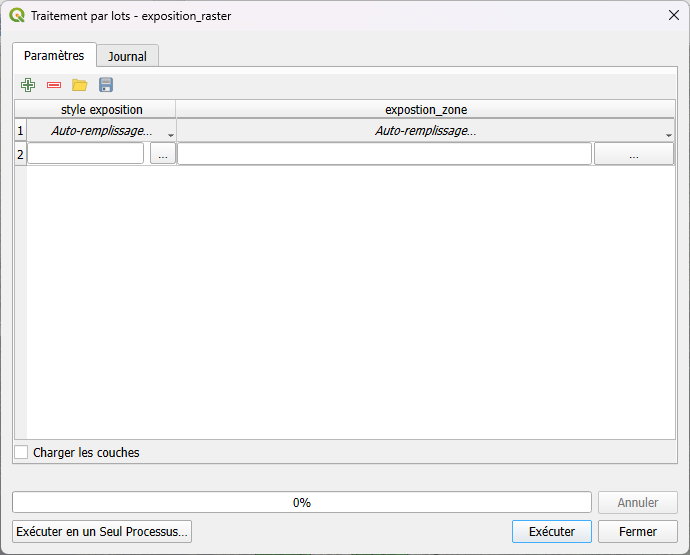 Traitement par lots - exposition_raster
Paramètres
Journal
style exposition
expostion_zone
1
Auto-remplissage...
Auto-remplissage...
2
...
...
Charger les couches
0%
Annuler
Exécuter en un Seul Processus...
Exécuter
Fermer